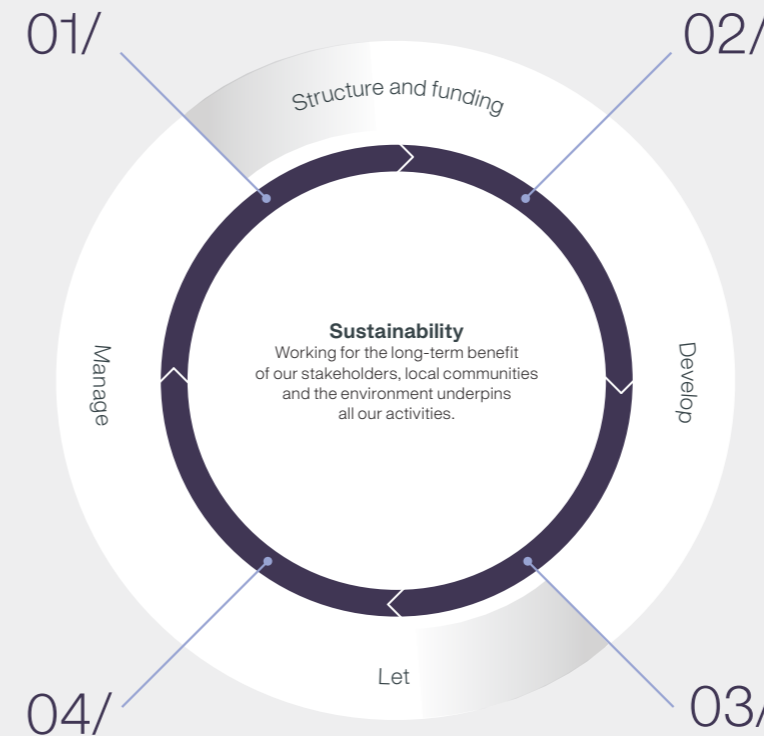 01/
02/
Structure and funding
Sustainability
Working for the long-term benefit
of our stakeholders, local communities
and the environment underpins
all our activities.
Manage
Develop
Let
04/
03/